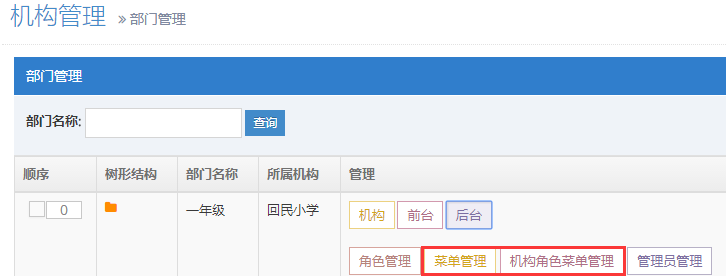 机构管理 » 部门管理
部门管理
部门名称: 查询
顺序 树形结构 部门名称 所属机构 管理
0 一年级 回民小学 机构 前台 后台
角色管理 菜单管理 机构角色菜单管理 管理员管理